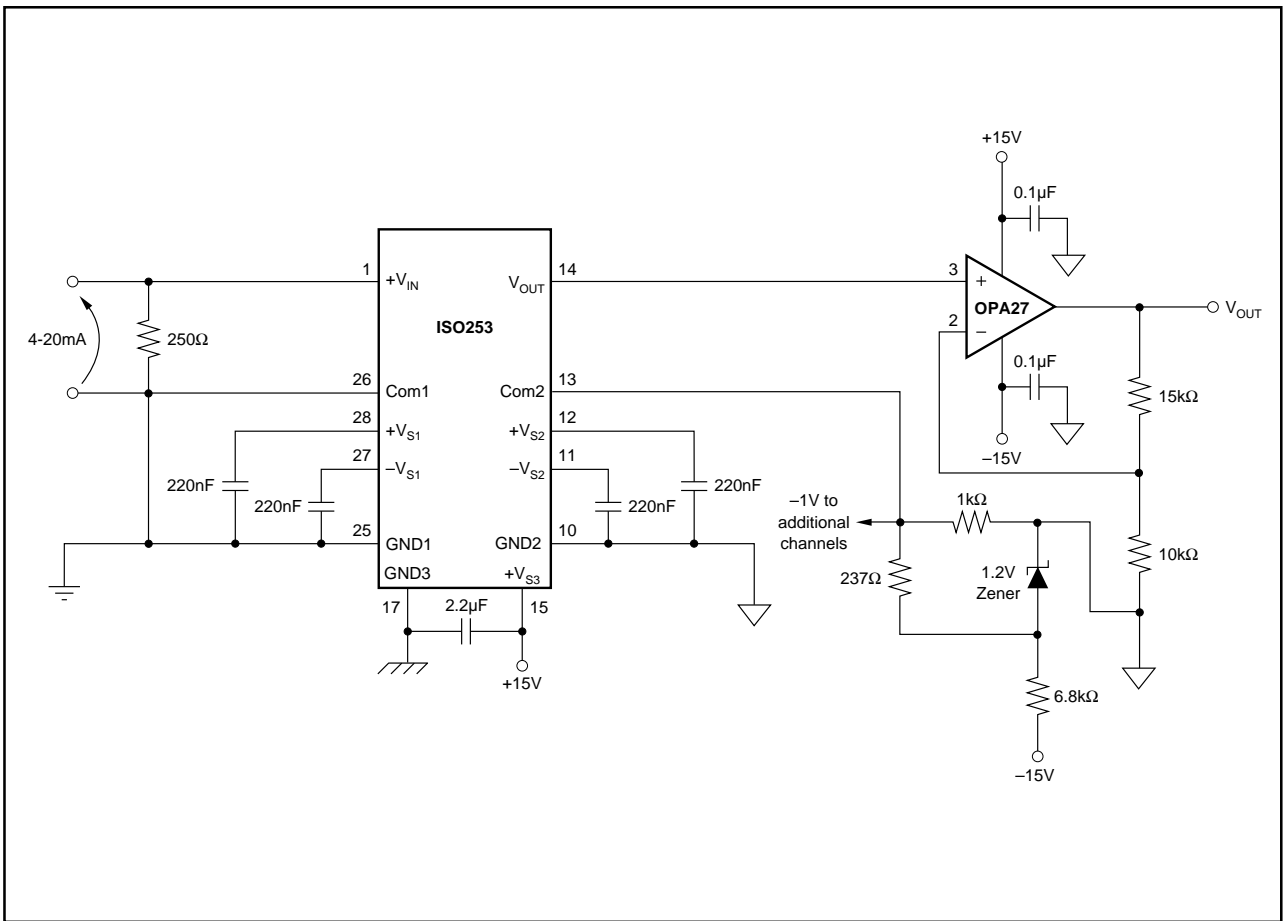 +15V
0.1µF
1
+V_IN
V_OUT
14
3
+
OPA27
V_OUT
ISO253
2
–
4-20mA
250Ω
0.1µF
26
Com1
Com2
13
15kΩ
28
+V_S1
+V_S2
12
–15V
27
–V_S1
–V_S2
11
220nF
220nF
220nF
220nF
–1V to
additional
channels
1kΩ
25
GND1
GND2
10
10kΩ
GND3
+V_S3
237Ω
1.2V
Zener
17
2.2µF
15
+15V
6.8kΩ
–15V